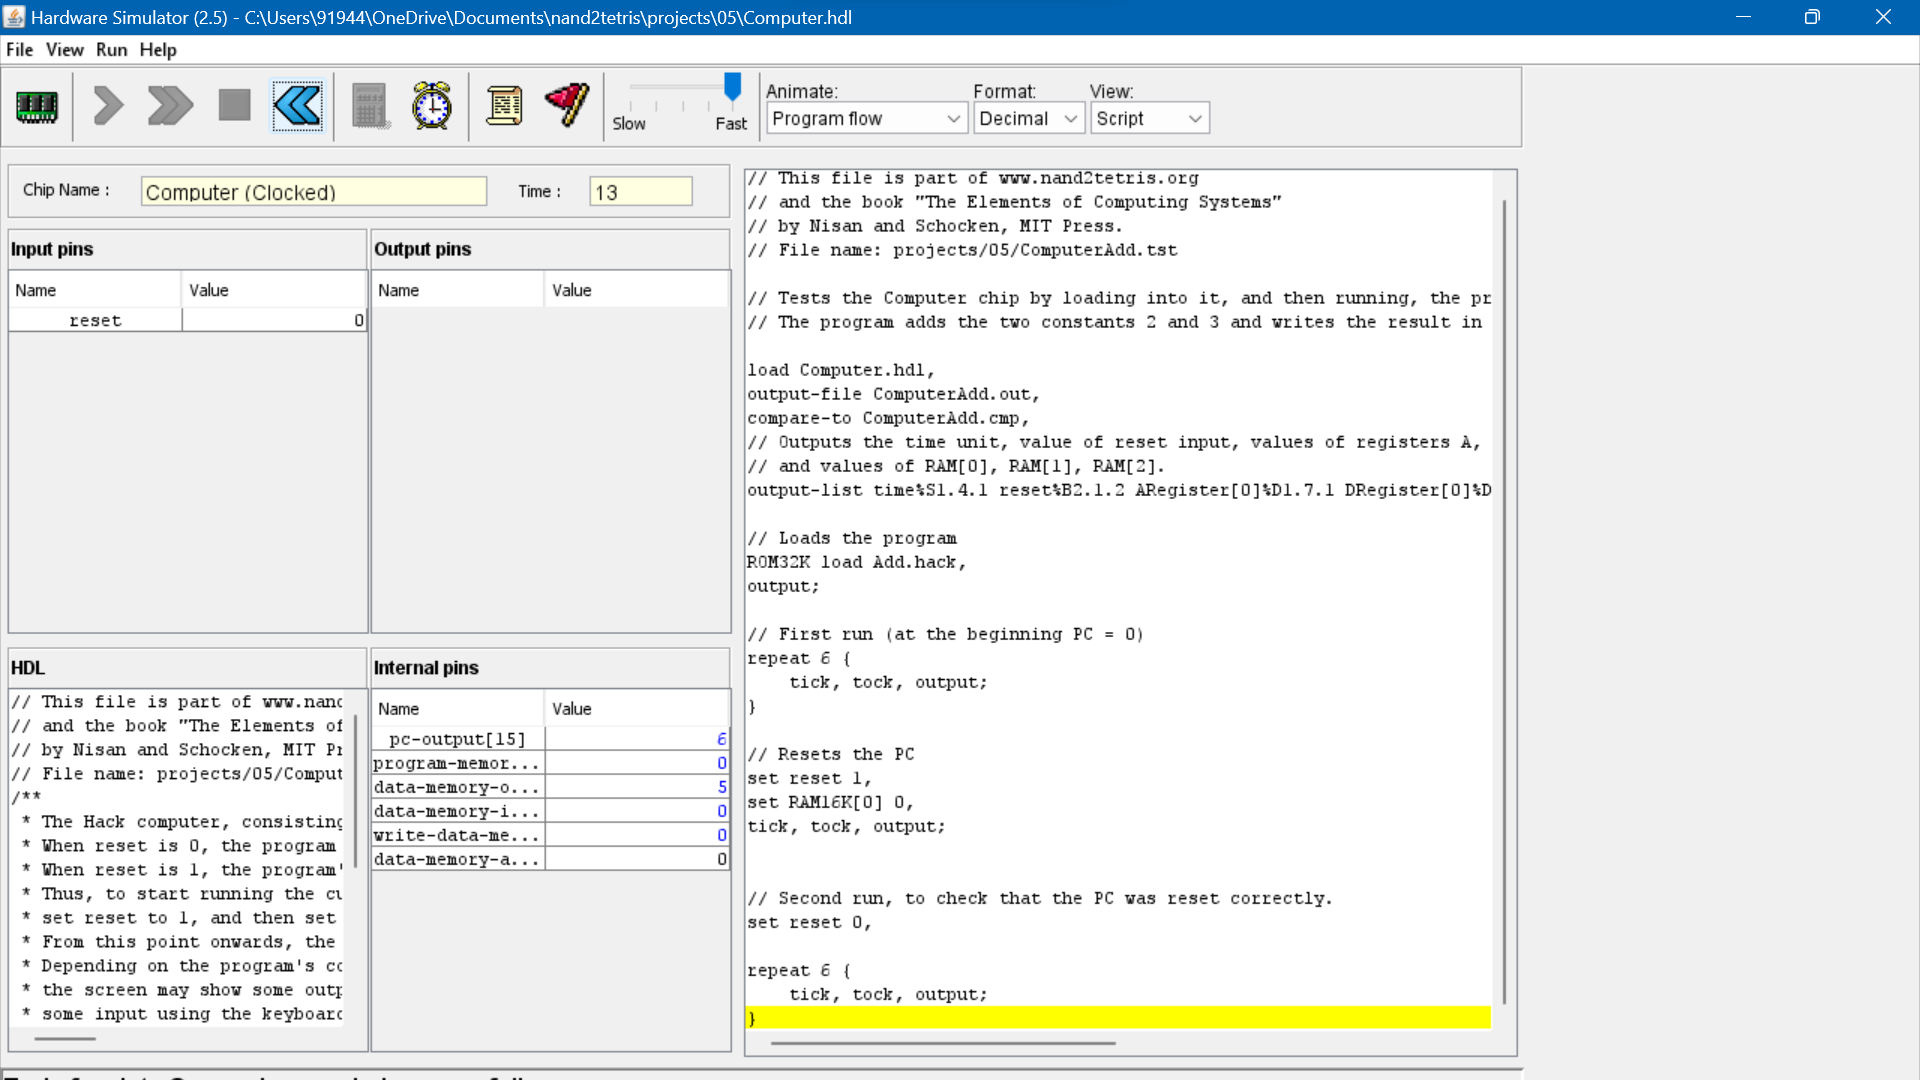 Hardware Simulator (2.5) - C:\Users\91944\OneDrive\Documents\nand2tetris\projects\05\Computer.hdl
File View Run Help
Slow Fast
Animate:
Program flow
Format:
Decimal
View:
Script
Chip Name :
Computer (Clocked)
Time :
13
Input pins
Name Value
reset 0
Output pins
Name Value
HDL
// This file is part of www.nanc
// and the book "The Elements of
// by Nisan and Schocken, MIT Pr
// File name: projects/05/Comput
/**
* The Hack computer, consisting
* When reset is 0, the program
* When reset is 1, the program'
* Thus, to start running the cu
* set reset to 1, and then set
* From this point onwards, the
* Depending on the program's co
* the screen may show some outp
* some input using the keyboard
Internal pins
Name Value
pc-output[15] 6
program-memor... 0
data-memory-o... 5
data-memory-i... 0
write-data-me... 0
data-memory-a... 0
// This file is part of www.nand2tetris.org
// and the book "The Elements of Computing Systems"
// by Nisan and Schocken, MIT Press.
// File name: projects/05/ComputerAdd.tst
// Tests the Computer chip by loading into it, and then running, the pr
// The program adds the two constants 2 and 3 and writes the result in
load Computer.hdl,
output-file ComputerAdd.out,
compare-to ComputerAdd.cmp,
// Outputs the time unit, value of reset input, values of registers A,
// and values of RAM[0], RAM[1], RAM[2].
output-list time%S1.4.1 reset%B2.1.2 ARegister[0]%D1.7.1 DRegister[0]%D
// Loads the program
ROM32K load Add.hack,
output;
// First run (at the beginning PC = 0)
repeat 6 {
tick, tock, output;
}
// Resets the PC
set reset 1,
set RAM16K[0] 0,
tick, tock, output;
// Second run, to check that the PC was reset correctly.
set reset 0,
repeat 6 {
tick, tock, output;
}